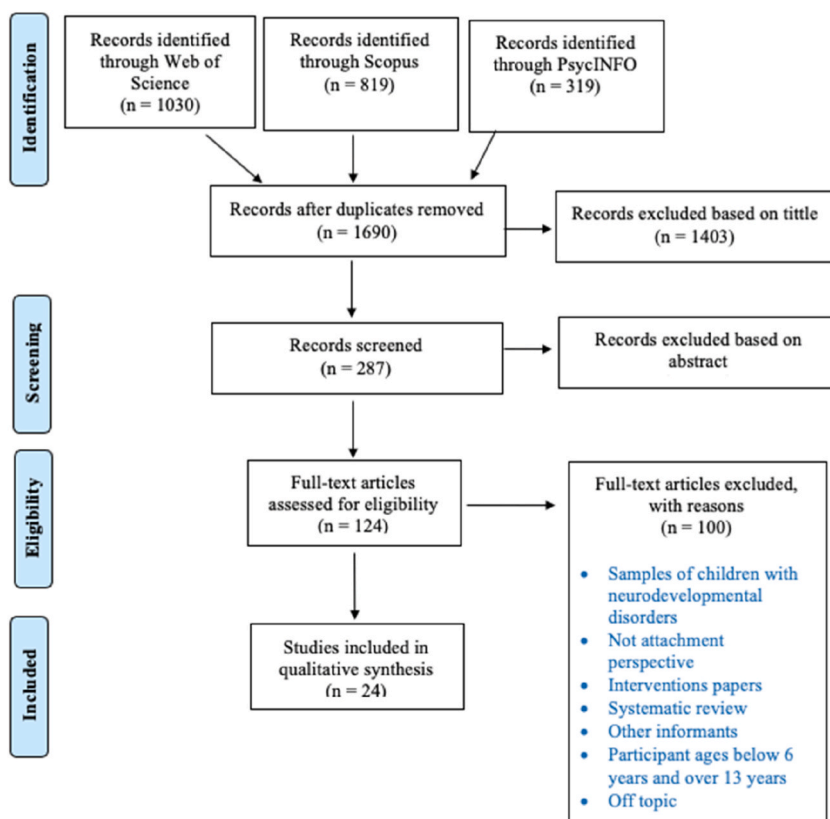 Identification
Records identified
through Web of
Science
(n = 1030)
Records identified
through Scopus
(n = 819)
Records identified
through PsycINFO
(n = 319)
Records after duplicates removed
(n = 1690)
Records excluded based on tittle
(n = 1403)
Screening
Records screened
(n = 287)
Records excluded based on
abstract
Eligibility
Full-text articles
assessed for eligibility
(n = 124)
Full-text articles excluded,
with reasons
(n = 100)
• Samples of children with
neurodevelopmental
disorders
• Not attachment
perspective
• Interventions papers
• Systematic review
• Other informants
• Participant ages below 6
years and over 13 years
• Off topic
Included
Studies included in
qualitative synthesis
(n = 24)